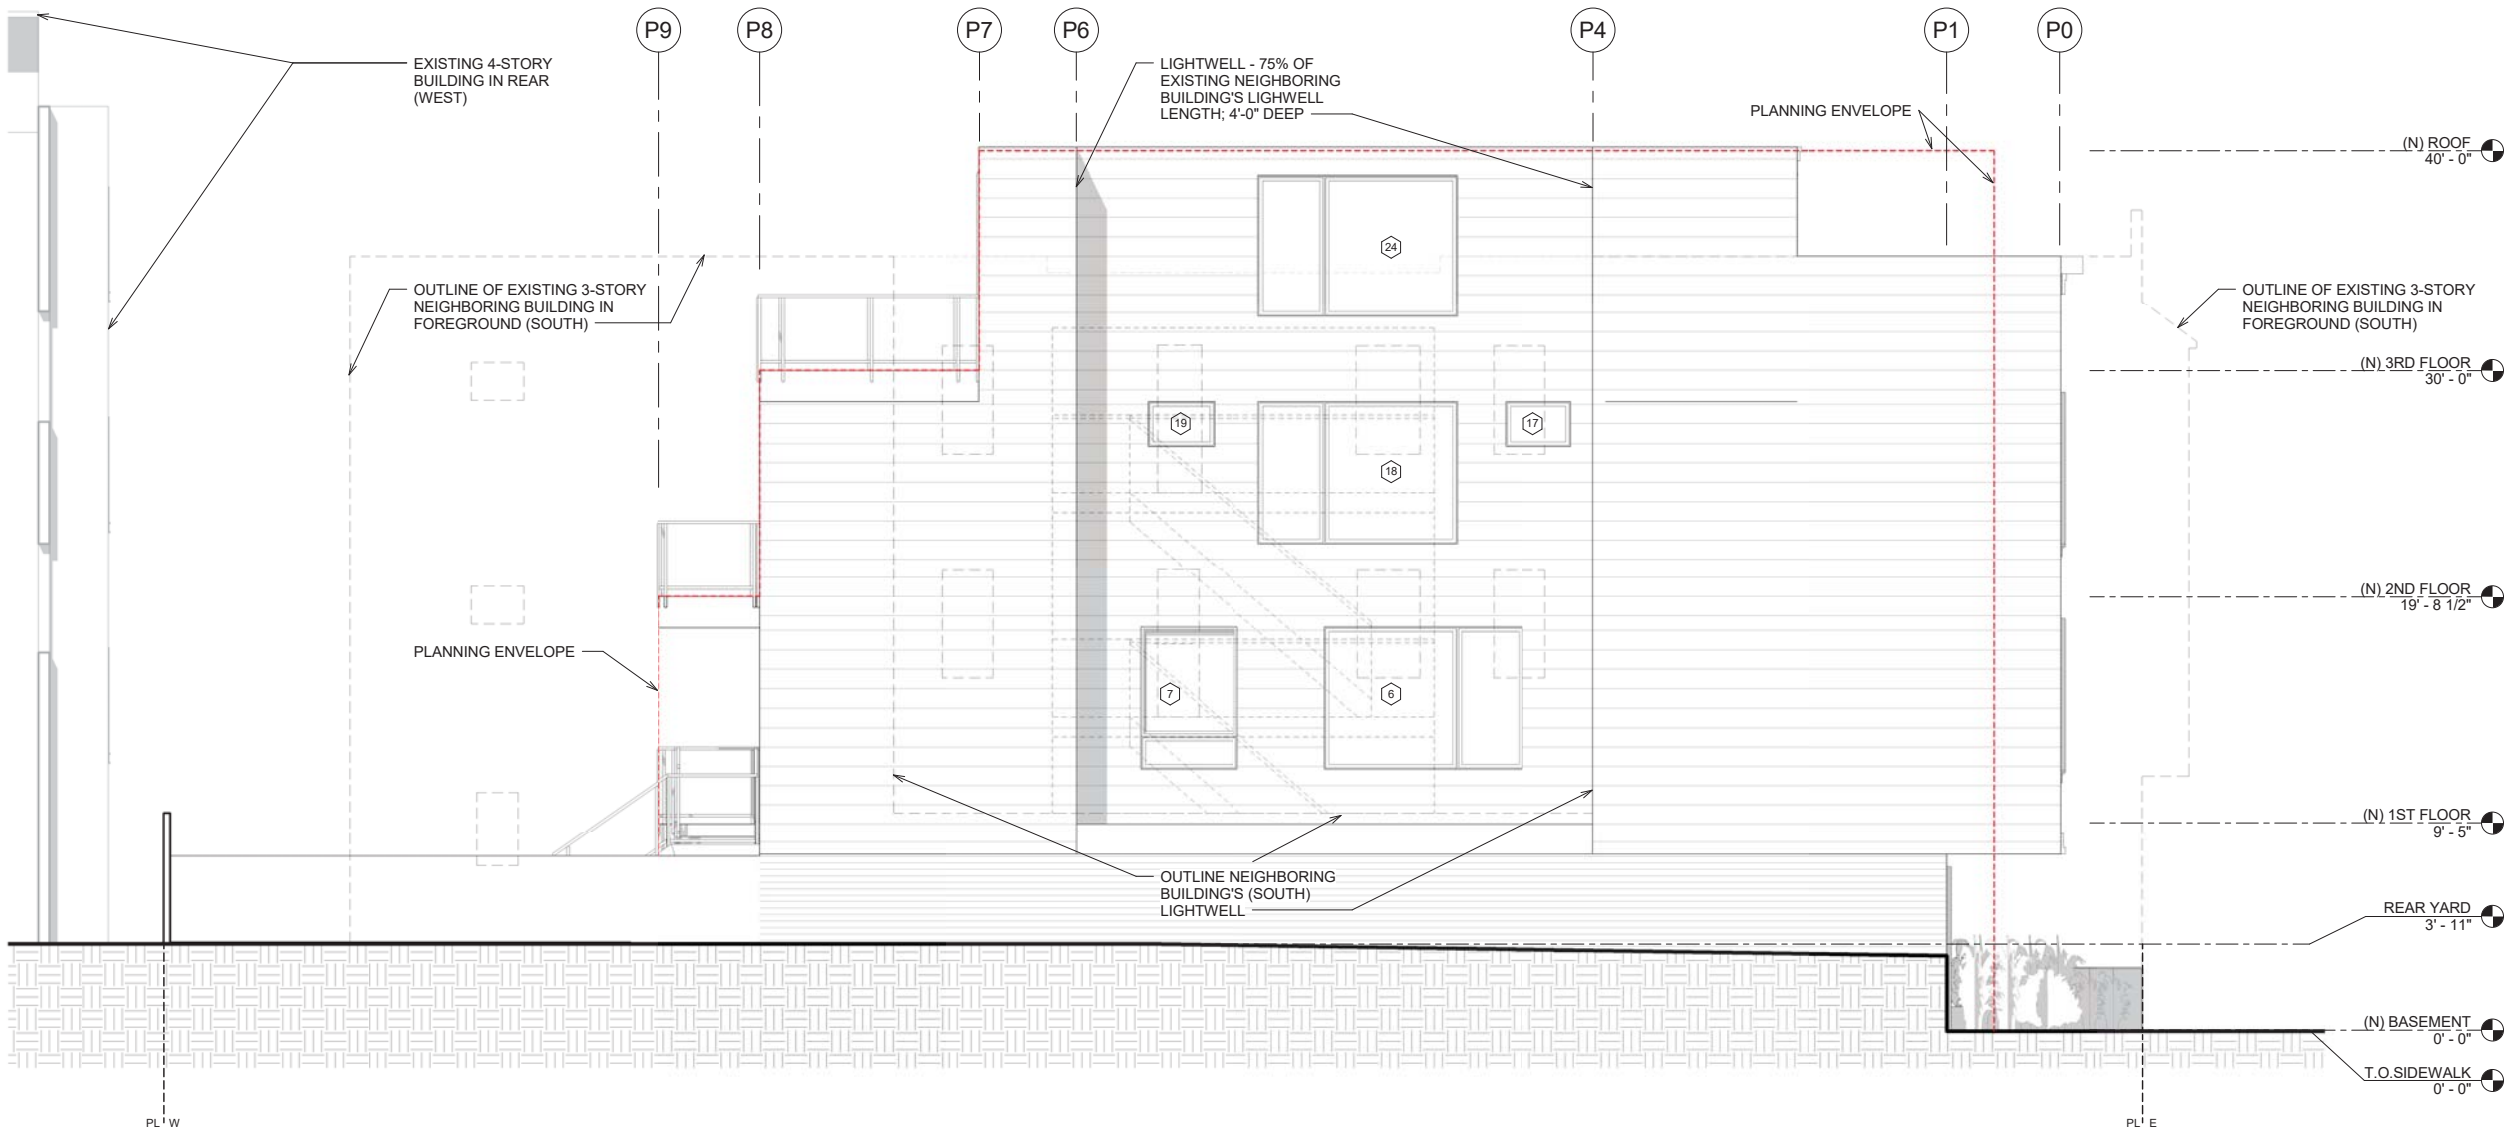 P9
P8
P7
P6
P4
P1
P0
EXISTING 4-STORY
BUILDING IN REAR
(WEST)
LIGHTWELL - 75% OF
EXISTING NEIGHBORING
BUILDING'S LIGHWELL
LENGTH; 4'-0" DEEP
PLANNING ENVELOPE
(N) ROOF
40' - 0"
24
OUTLINE OF EXISTING 3-STORY
NEIGHBORING BUILDING IN
FOREGROUND (SOUTH)
OUTLINE OF EXISTING 3-STORY
NEIGHBORING BUILDING IN
FOREGROUND (SOUTH)
(N) 3RD FLOOR
30' - 0"
19
17
18
(N) 2ND FLOOR
19' - 8 1/2"
PLANNING ENVELOPE
7
6
(N) 1ST FLOOR
9' - 5"
OUTLINE NEIGHBORING
BUILDING'S (SOUTH)
LIGHTWELL
REAR YARD
3' - 11"
(N) BASEMENT
0' - 0"
T.O.SIDEWALK
0' - 0"
PL W
PL E